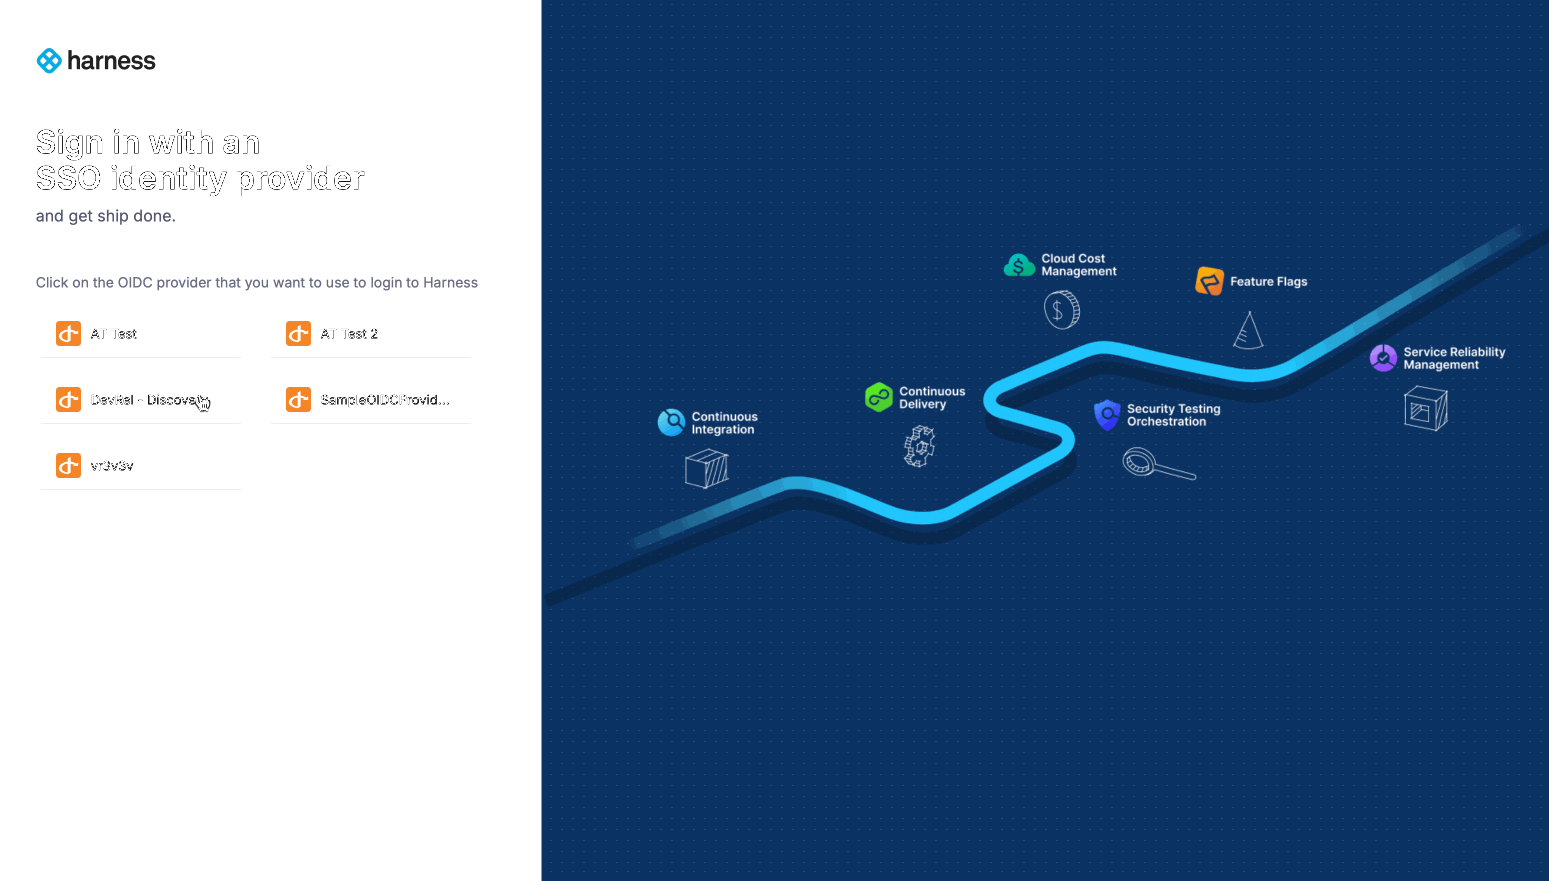 harness
Sign in with an
SSO identity provider
and get ship done.
Click on the OIDC provider that you want to use to login to Harness
AT Test
AT Test 2
DevRel - Discova
SampleOIDCProvid...
vr3v3v
Cloud Cost
Management
Feature Flags
Service Reliability
Management
Continuous
Delivery
Security Testing
Orchestration
Continuous
Integration